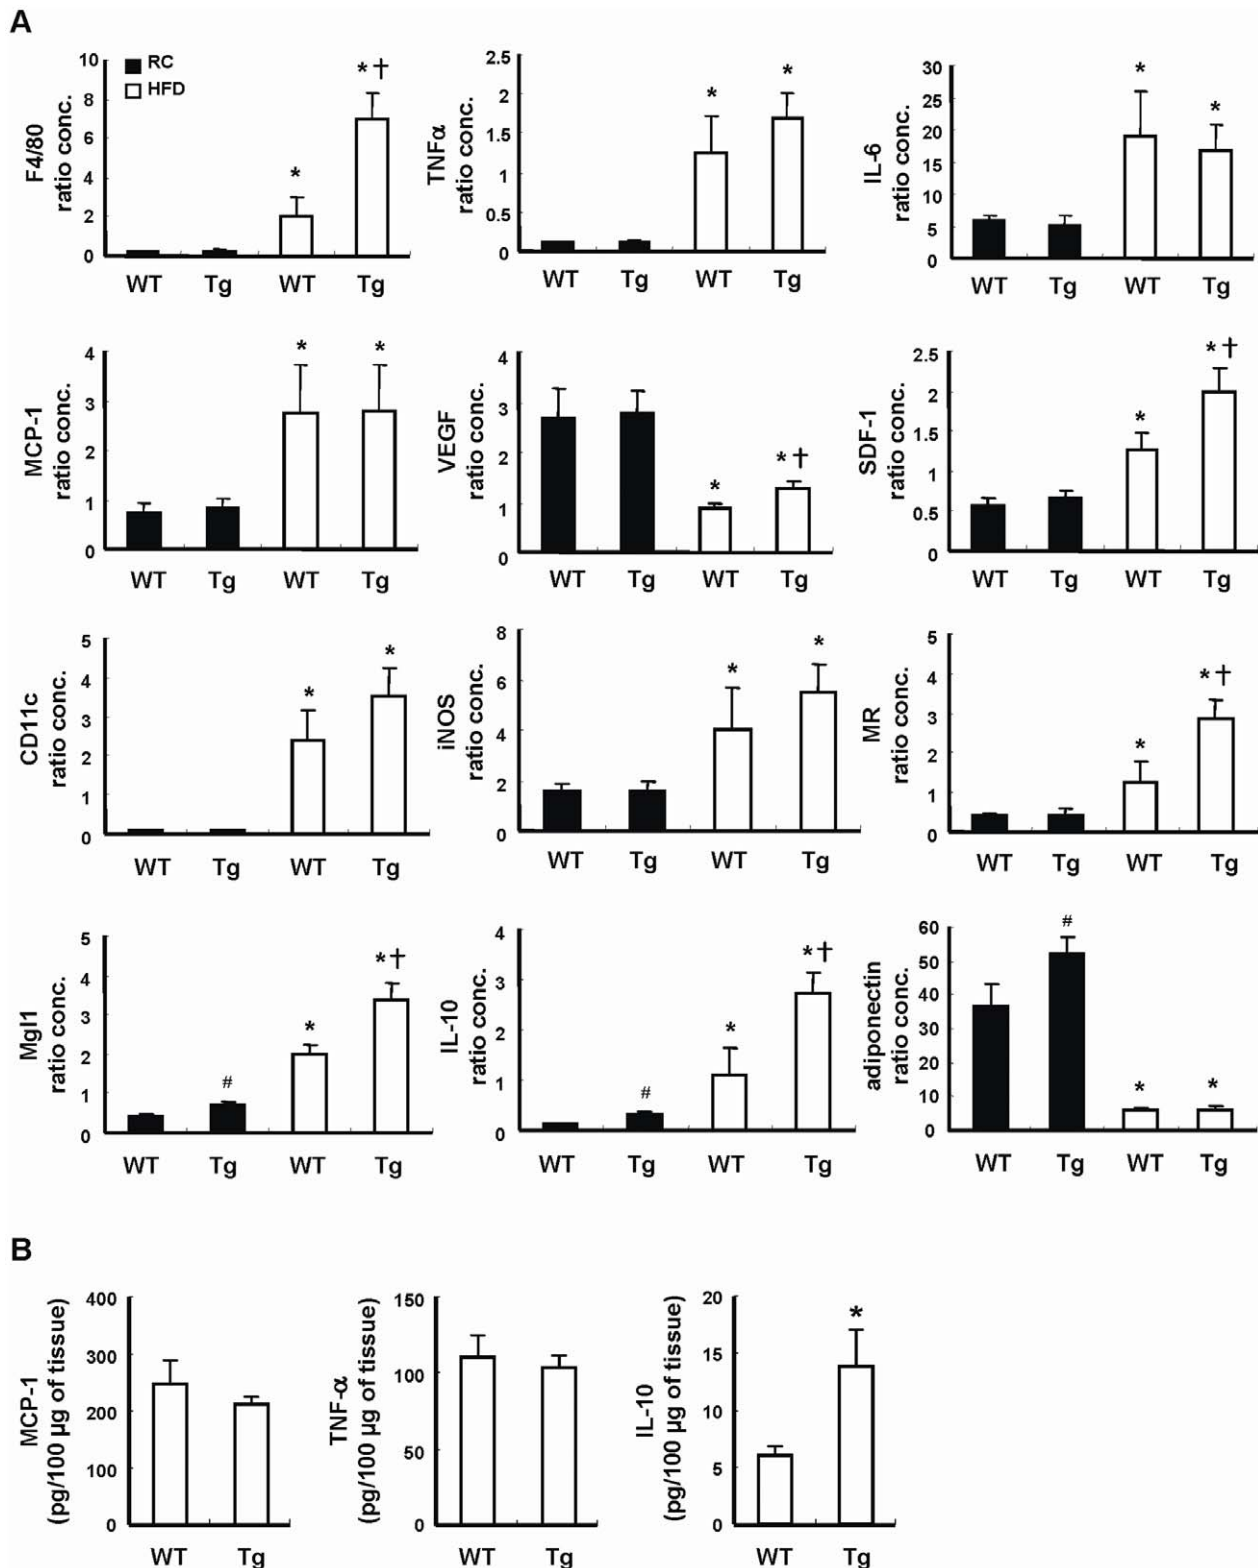 A
F4/80
ratio conc.
10
8
6
4
2
0
RC
HFD
*
* †
WT Tg WT Tg
TNFα
ratio conc.
2.5
2
1.5
1
0.5
0
*
*
WT Tg WT Tg
IL-6
ratio conc.
30
25
20
15
10
5
0
*
*
WT Tg WT Tg
MCP-1
ratio conc.
4
3
2
1
0
*
*
WT Tg WT Tg
VEGF
ratio conc.
4
3
2
1
0
*
* †
WT Tg WT Tg
SDF-1
ratio conc.
2.5
2
1.5
1
0.5
0
*
* †
WT Tg WT Tg
CD11c
ratio conc.
5
4
3
2
1
0
*
*
WT Tg WT Tg
iNOS
ratio conc.
8
6
4
2
0
*
*
WT Tg WT Tg
MR
ratio conc.
5
4
3
2
1
0
*
* †
WT Tg WT Tg
Mgl1
ratio conc.
5
4
3
2
1
0
#
*
* †
WT Tg WT Tg
IL-10
ratio conc.
4
3
2
1
0
#
*
* †
WT Tg WT Tg
adiponectin
ratio conc.
60
50
40
30
20
10
0
#
*
*
WT Tg WT Tg
B
MCP-1
(pg/100 µg of tissue)
400
300
200
100
0
WT Tg
TNF-α
(pg/100 µg of tissue)
150
100
50
0
WT Tg
IL-10
(pg/100 µg of tissue)
20
15
10
5
0
*
WT Tg